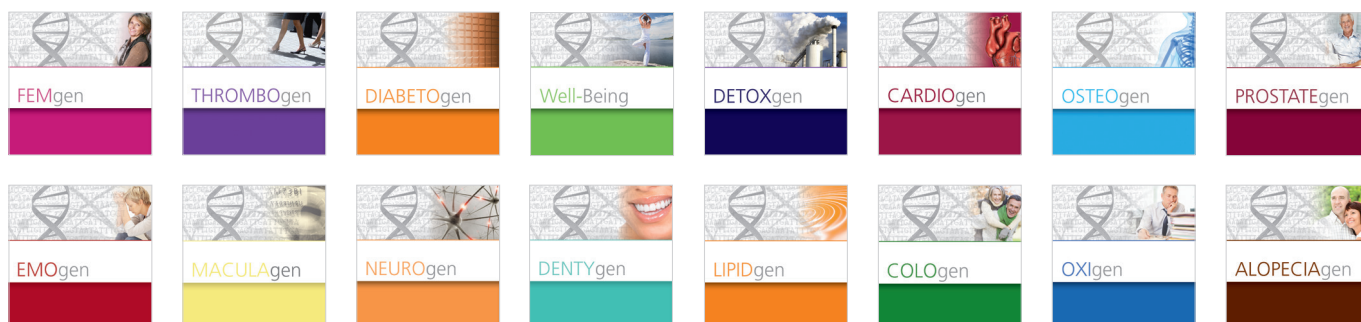 FEMgen
THROMBOgen
DIABETOgen
Well-Being
DETOXgen
CARDIOgen
OSTEOgen
PROSTATEgen
EMOgen
MACULAgen
NEUROgen
DENTYgen
LIPIDgen
COLOgen
OXIgen
ALOPECIAgen